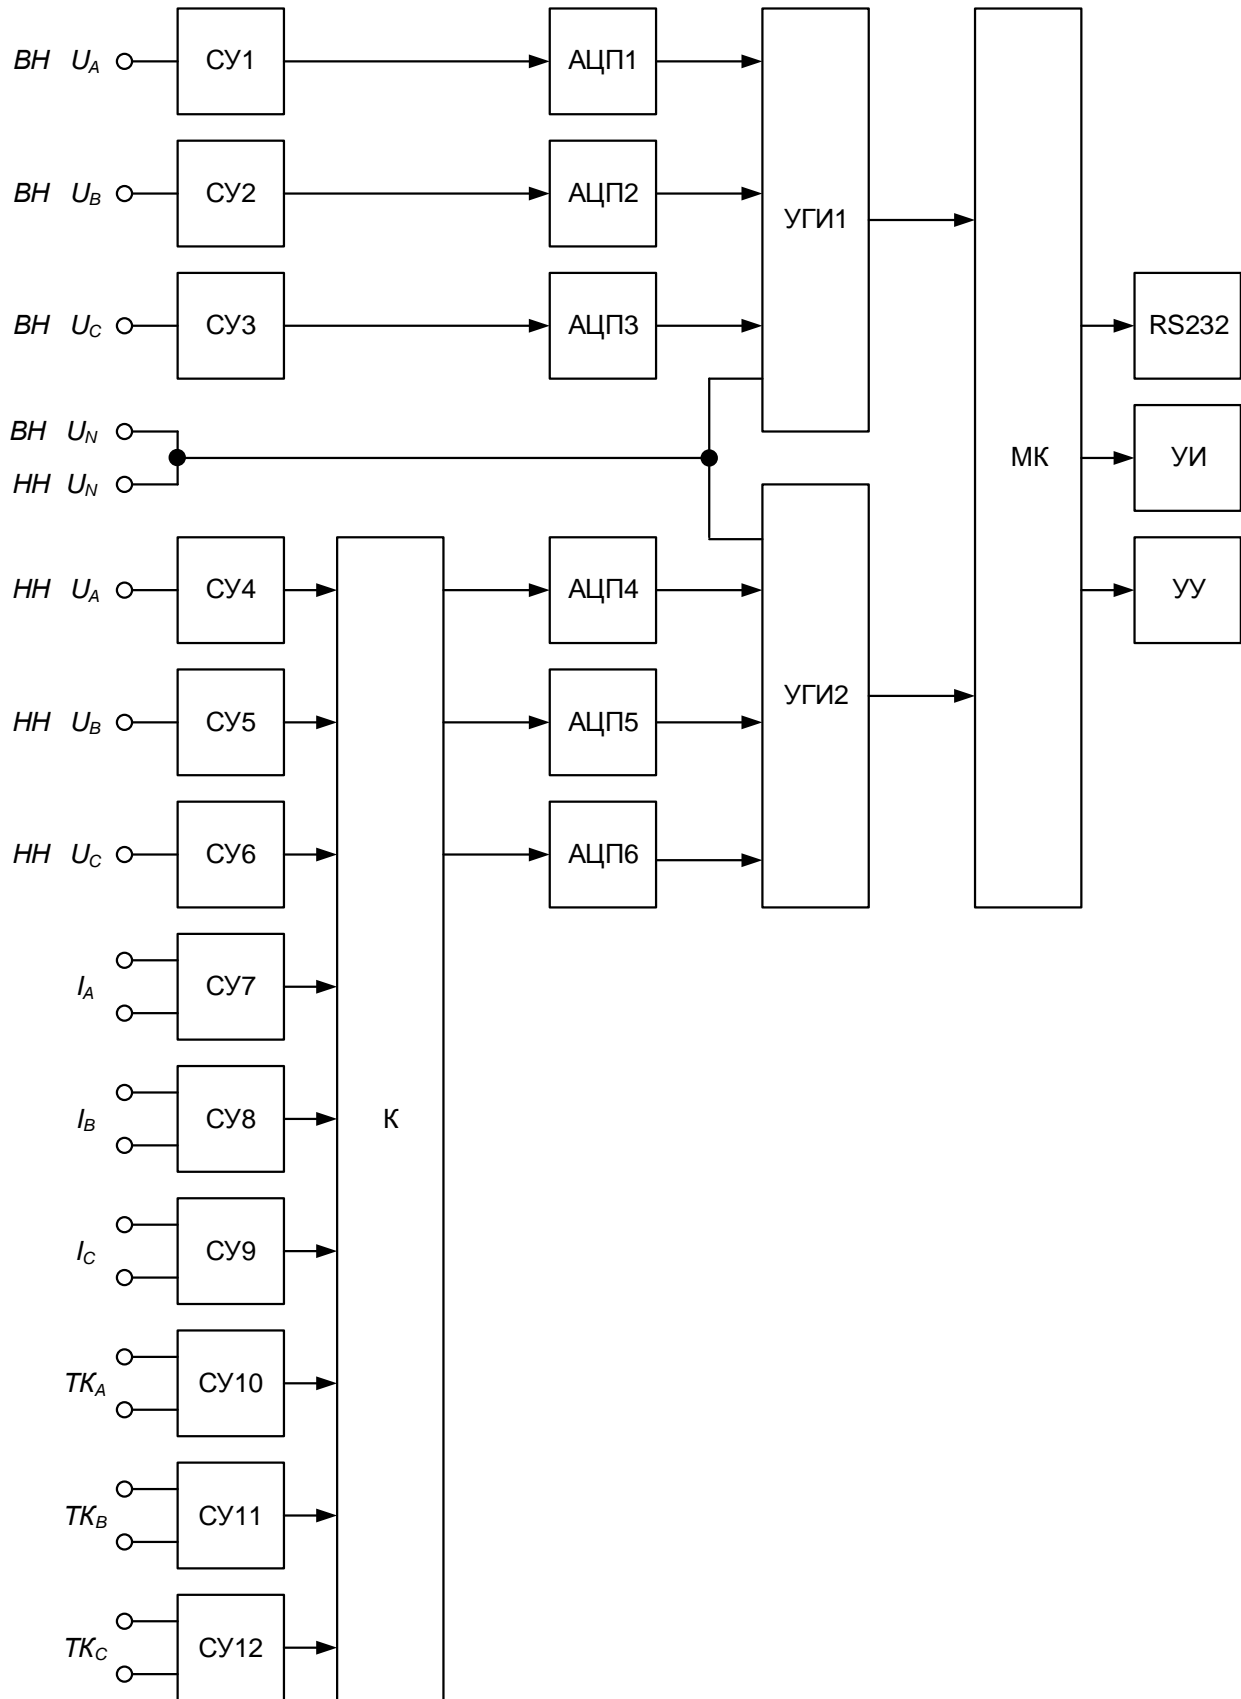 ВН U_A СУ1 АЦП1
ВН U_B СУ2 АЦП2 УГИ1
ВН U_C СУ3 АЦП3 RS232
ВН U_N
МК УИ
НН U_N
НН U_A СУ4 АЦП4 УУ
УГИ2
НН U_B СУ5 АЦП5
НН U_C СУ6 АЦП6
I_A СУ7
I_B СУ8 К
I_C СУ9
ТК_A СУ10
ТК_B СУ11
ТК_C СУ12